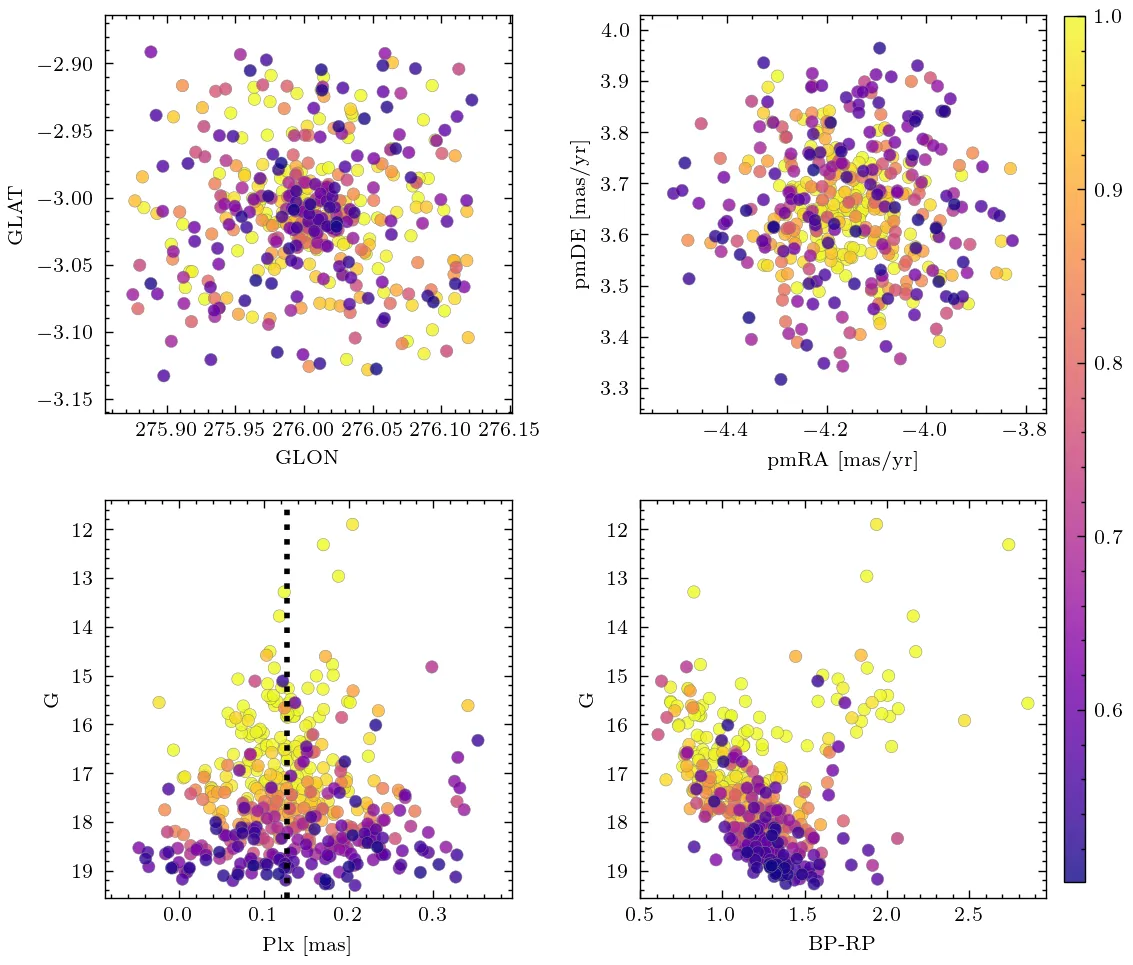 −2.90
−2.95
−3.00
−3.05
−3.10
−3.15
GLAT
275.90 275.95 276.00 276.05 276.10 276.15
GLON
4.0
3.9
3.8
3.7
3.6
3.5
3.4
3.3
pmDE [mas/yr]
−4.4 −4.2 −4.0 −3.8
pmRA [mas/yr]
12
13
14
15
16
17
18
19
G
0.0 0.1 0.2 0.3
Plx [mas]
12
13
14
15
16
17
18
19
G
0.5 1.0 1.5 2.0 2.5
BP-RP
1.0
0.9
0.8
0.7
0.6